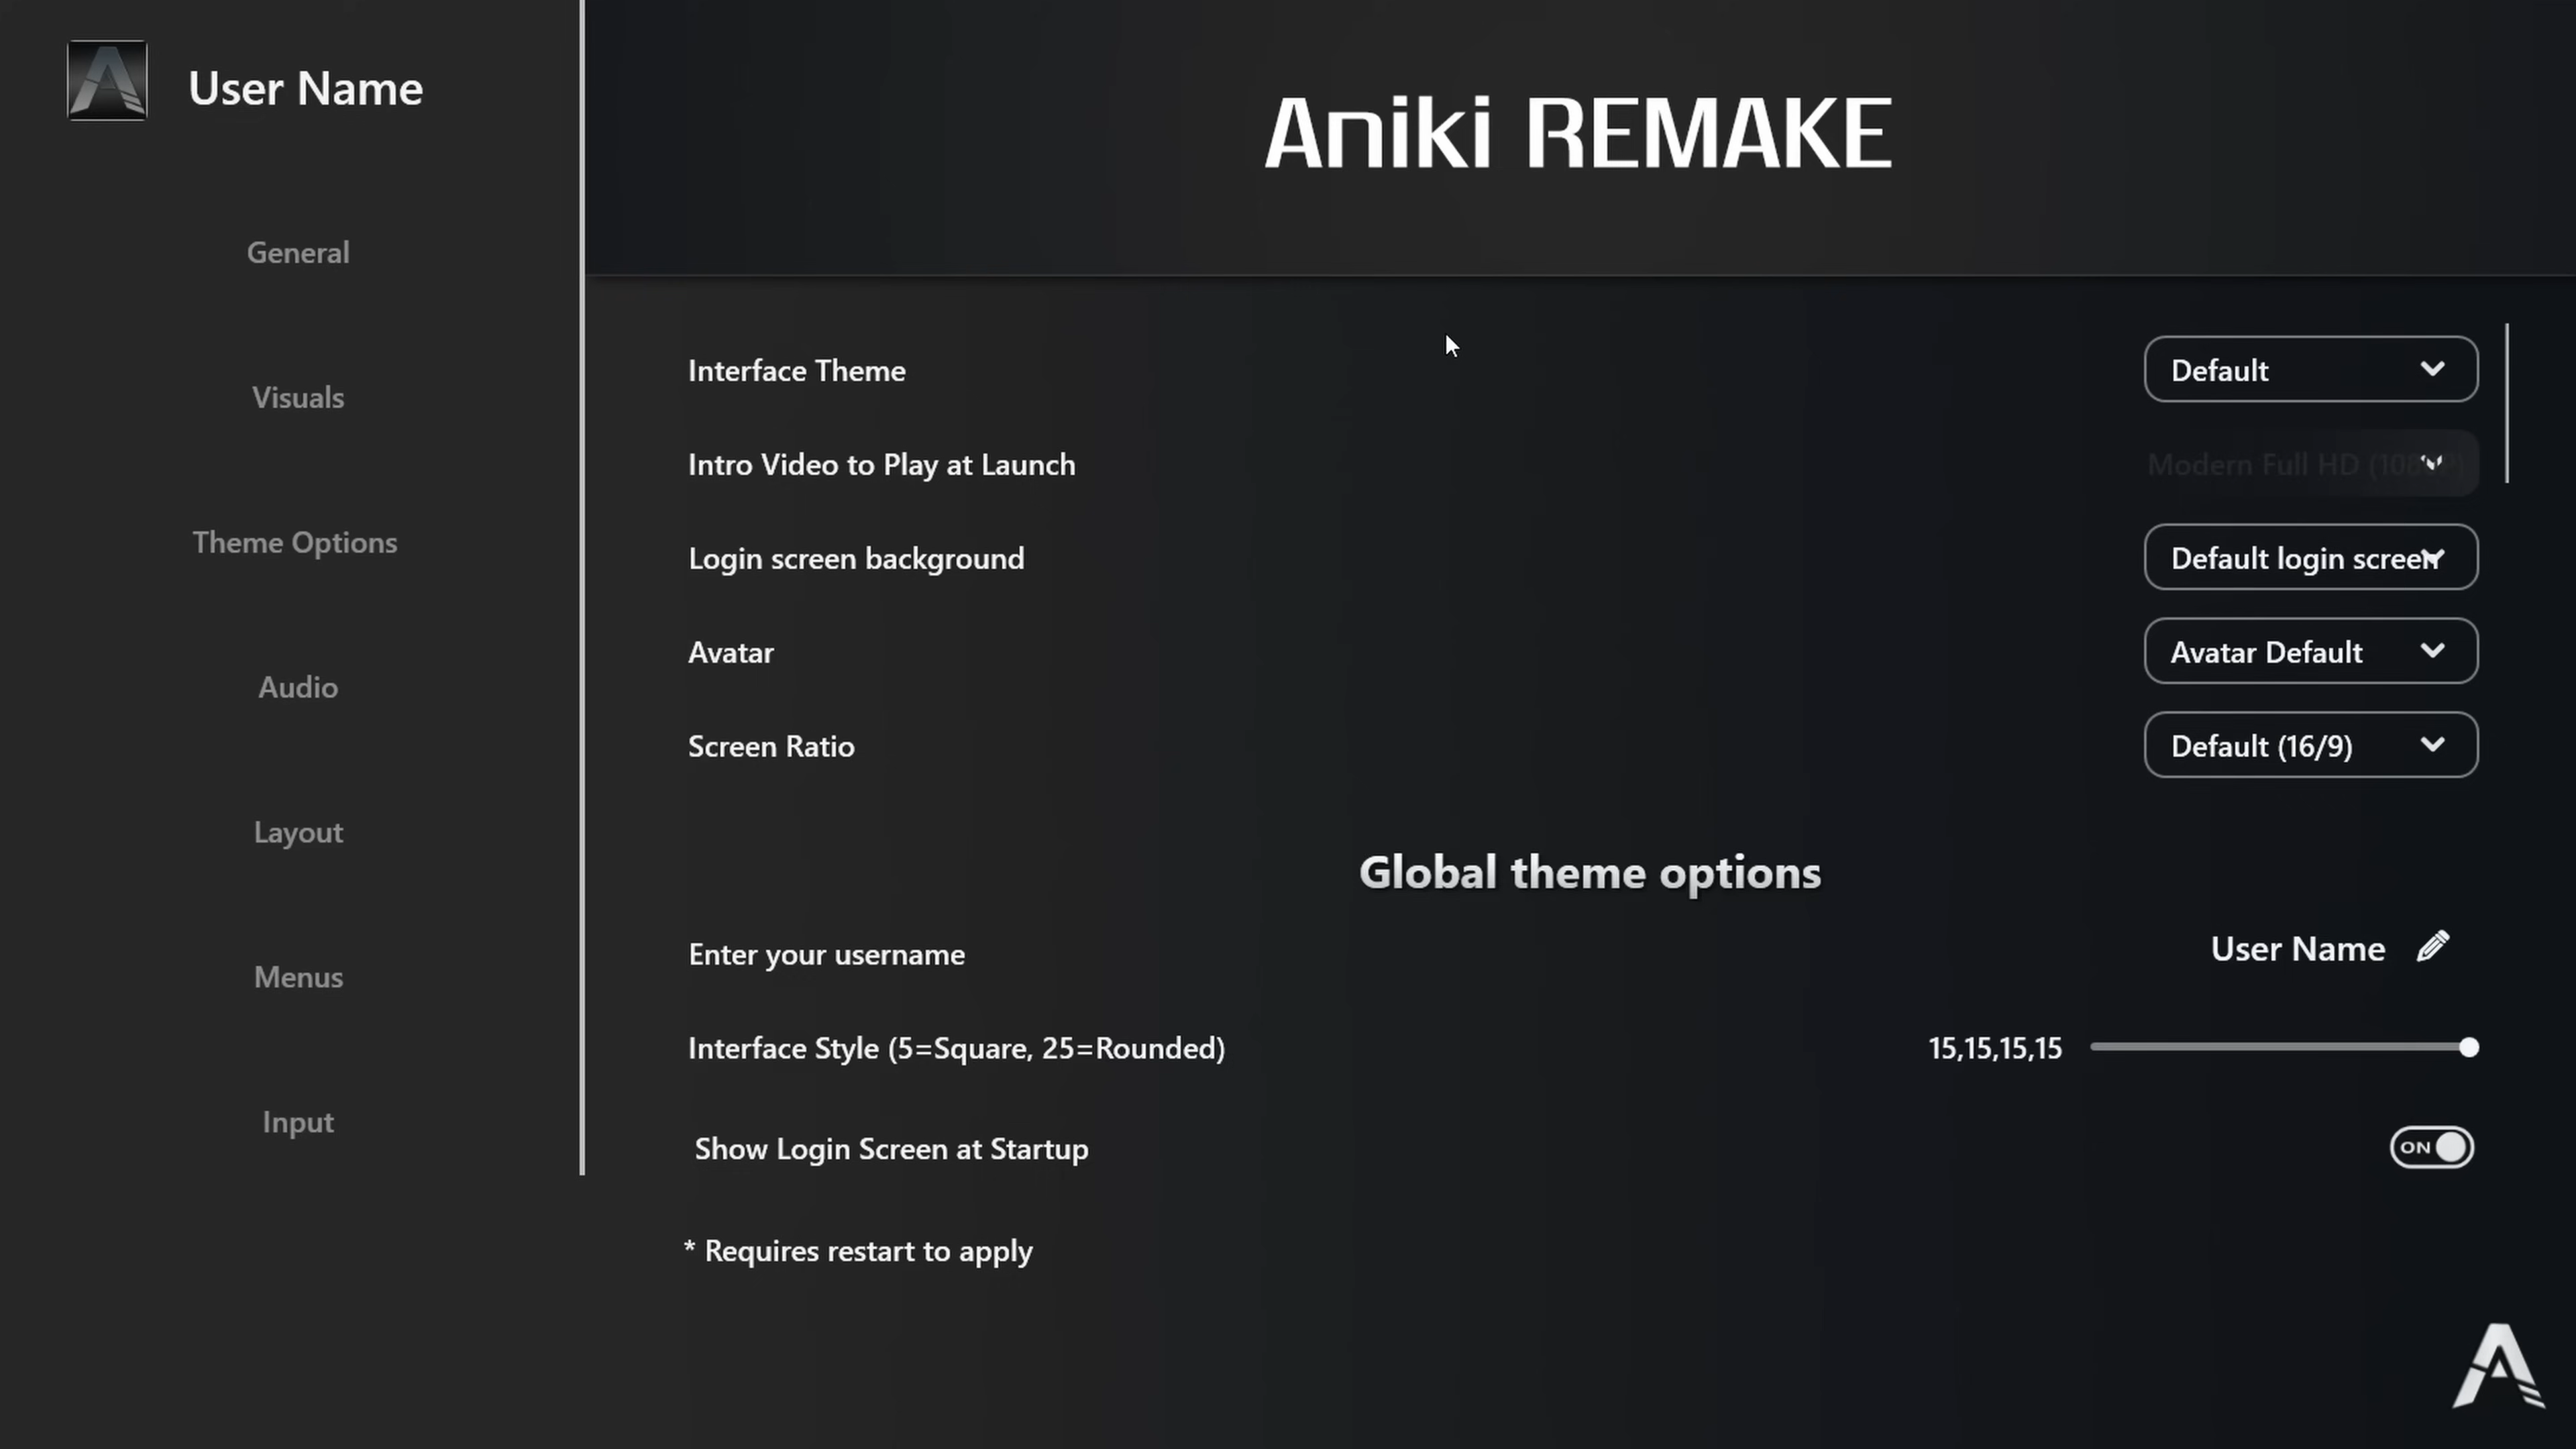 User Name
General
Visuals
Theme Options
Audio
Layout
Menus
Input
Aniki REMAKE
Interface Theme
Default
Intro Video to Play at Launch
Modern Full HD
Login screen background
Default login screen
Avatar
Avatar Default
Screen Ratio
Default (16/9)
Global theme options
Enter your username
User Name
Interface Style (5=Square, 25=Rounded)
15,15,15,15
Show Login Screen at Startup
ON
* Requires restart to apply